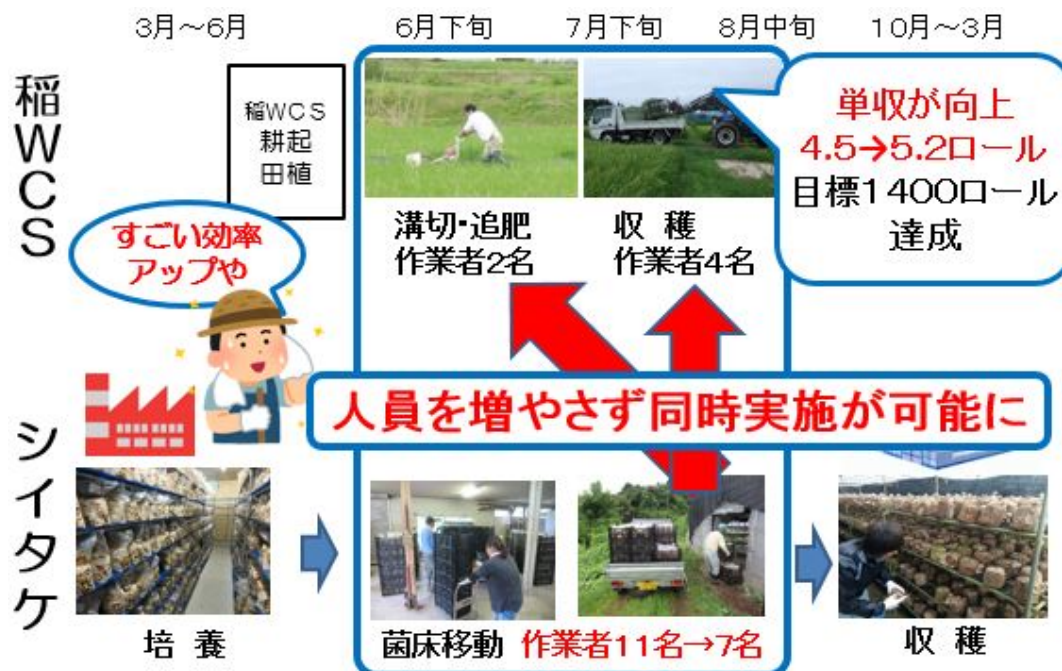 3月～6月
6月下旬
7月下旬
8月中旬
10月～3月
稲WCS
稲WCS
耕起
田植
溝切・追肥
作業者2名
収 穫
作業者4名
単収が向上
4.5→5.2ロール
目標1400ロール
達成
すごい効率
アップや
人員を増やさず同時実施が可能に
シイタケ
培 養
菌床移動 作業者11名→7名
収 穫